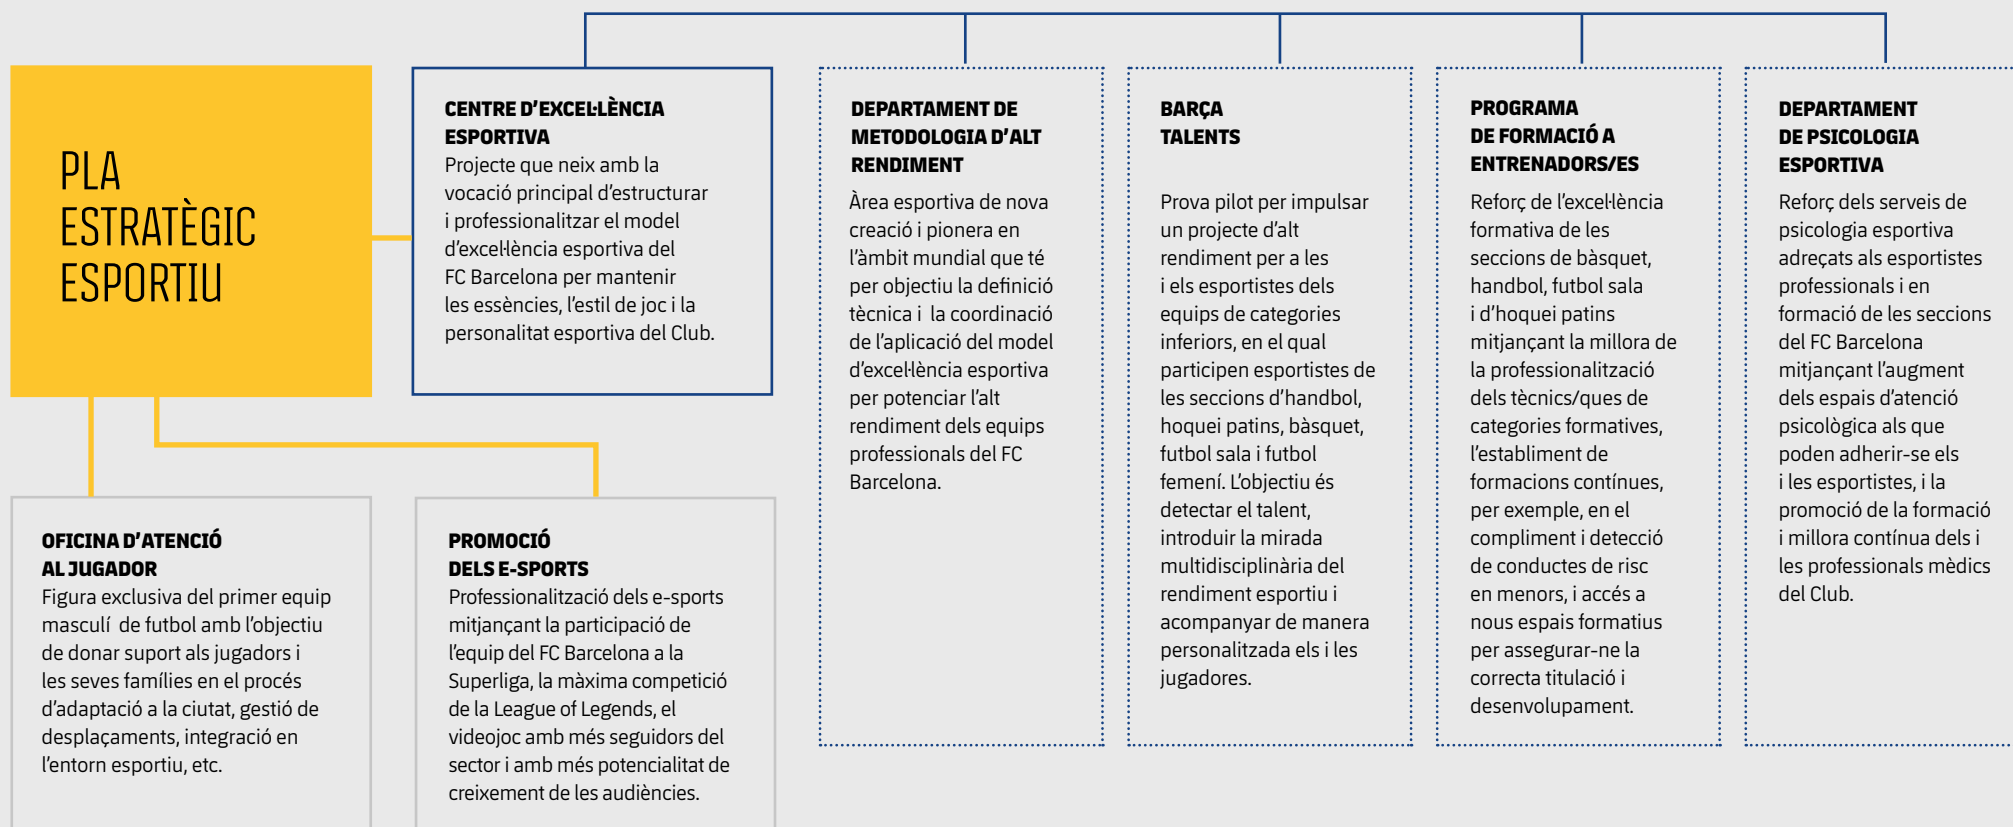 PLA
ESTRATÈGIC
ESPORTIU
CENTRE D'EXCEL·LÈNCIA
ESPORTIVA
Projecte que neix amb la
vocació principal d'estructurar
i professionalitzar el model
d'excel·lència esportiva del
FC Barcelona per mantenir
les essències, l'estil de joc i la
personalitat esportiva del Club.
DEPARTAMENT DE
METODOLOGIA D'ALT
RENDIMENT
Àrea esportiva de nova
creació i pionera en
l'àmbit mundial que té
per objectiu la definició
tècnica i la coordinació
de l'aplicació del model
d'excel·lència esportiva
per potenciar l'alt
rendiment dels equips
professionals del FC
Barcelona.
BARÇA
TALENTS
Prova pilot per impulsar
un projecte d'alt
rendiment per a les
i els esportistes dels
equips de categories
inferiors, en el qual
participen esportistes de
les seccions d'handbol,
hoquei patins, bàsquet,
futbol sala i futbol
femení. L'objectiu és
detectar el talent,
introduir la mirada
multidisciplinària del
rendiment esportiu i
acompanyar de manera
personalitzada els i les
jugadores.
PROGRAMA
DE FORMACIÓ A
ENTRENADORS/ES
Reforç de l'excel·lència
formativa de les
seccions de bàsquet,
handbol, futbol sala
i d'hoquei patins
mitjançant la millora de
la professionalització
dels tècnics/ques de
categories formatives,
l'establiment de
formacions contínues,
per exemple, en el
compliment i detecció
de conductes de risc
en menors, i accés a
nous espais formatius
per assegurar-ne la
correcta titulació i
desenvolupament.
DEPARTAMENT
DE PSICOLOGIA
ESPORTIVA
Reforç dels serveis de
psicologia esportiva
adreçats als esportistes
professionals i en
formació de les seccions
del FC Barcelona
mitjançant l'augment
dels espais d'atenció
psicològica als que
poden adherir-se els
i les esportistes, i la
promoció de la formació
i millora contínua dels i
les professionals mèdics
del Club.
OFICINA D'ATENCIÓ
AL JUGADOR
Figura exclusiva del primer equip
masculí de futbol amb l'objectiu
de donar suport als jugadors i
les seves famílies en el procés
d'adaptació a la ciutat, gestió de
desplaçaments, integració en
l'entorn esportiu, etc.
PROMOCIÓ
DELS E-SPORTS
Professionalització dels e-sports
mitjançant la participació de
l'equip del FC Barcelona a la
Superliga, la màxima competició
de la League of Legends, el
videojoc amb més seguidors del
sector i amb més potencialitat de
creixement de les audiències.